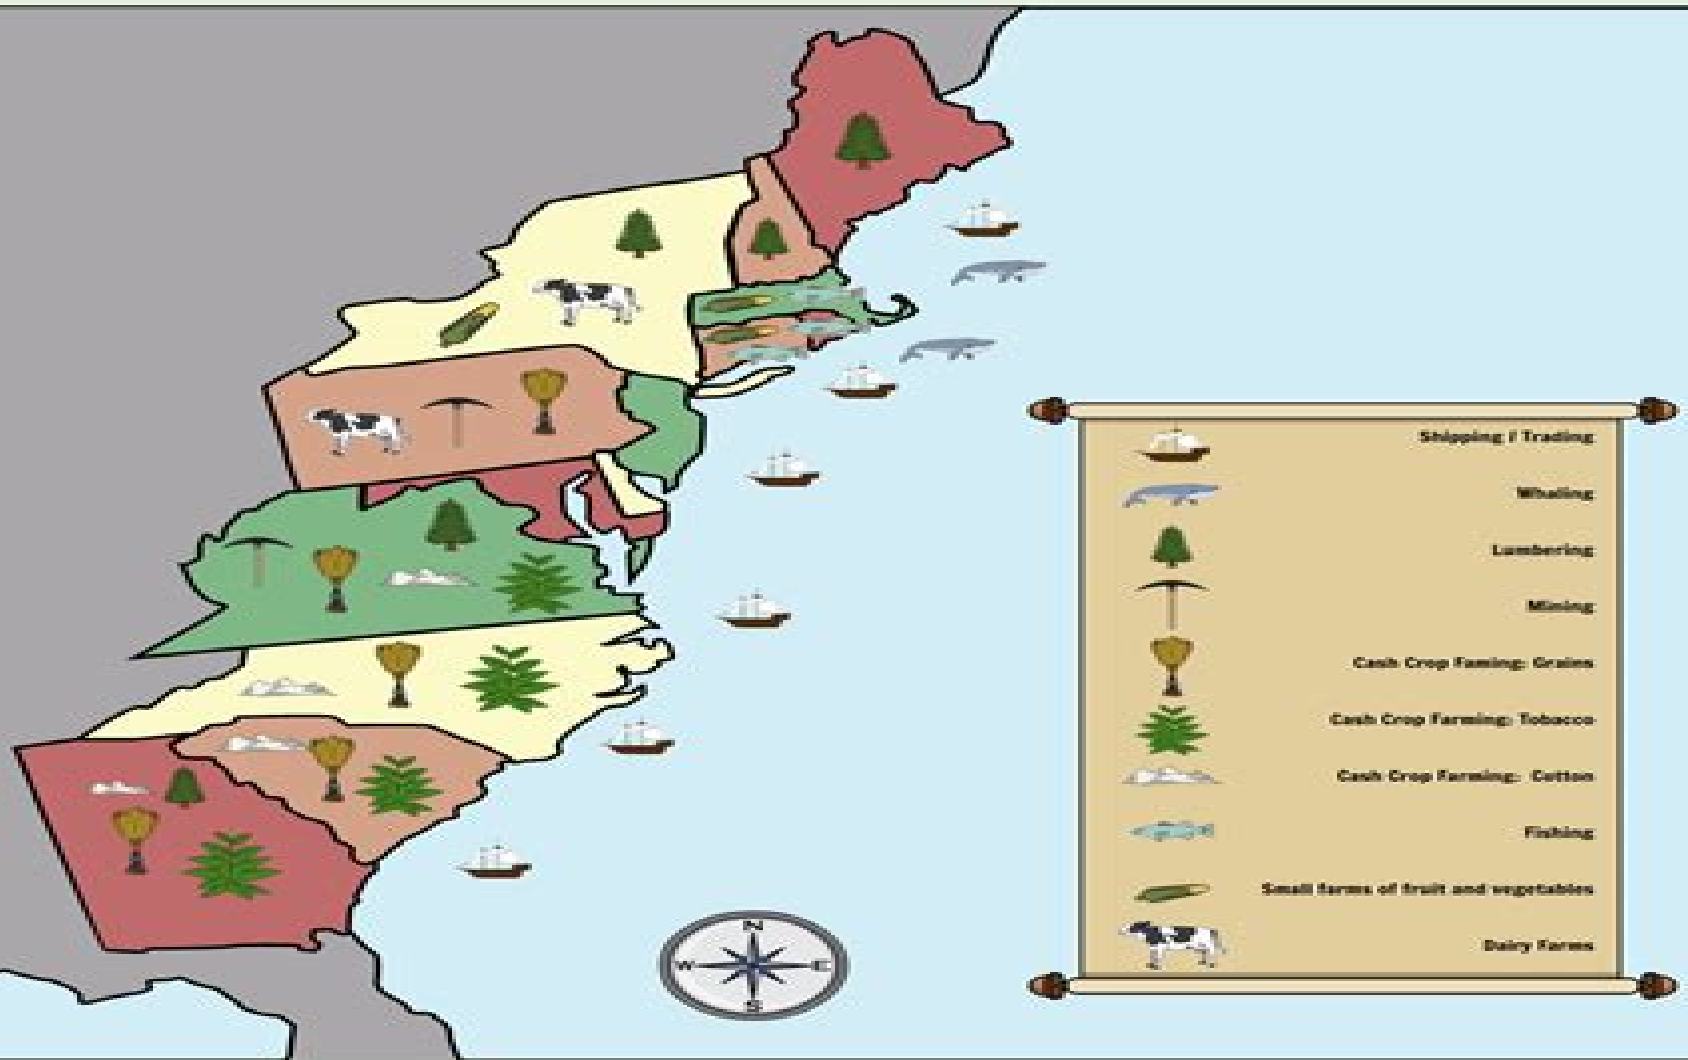 Shipping / Trading
Whaling
Lumbering
Mining
Cash Crop Faming: Grains
Cash Crop Farming: Tobacco
Cash Crop Farming: Cotton
Fishing
Small farms of fruit and vegetables
Dairy Farms
N
W
E
S